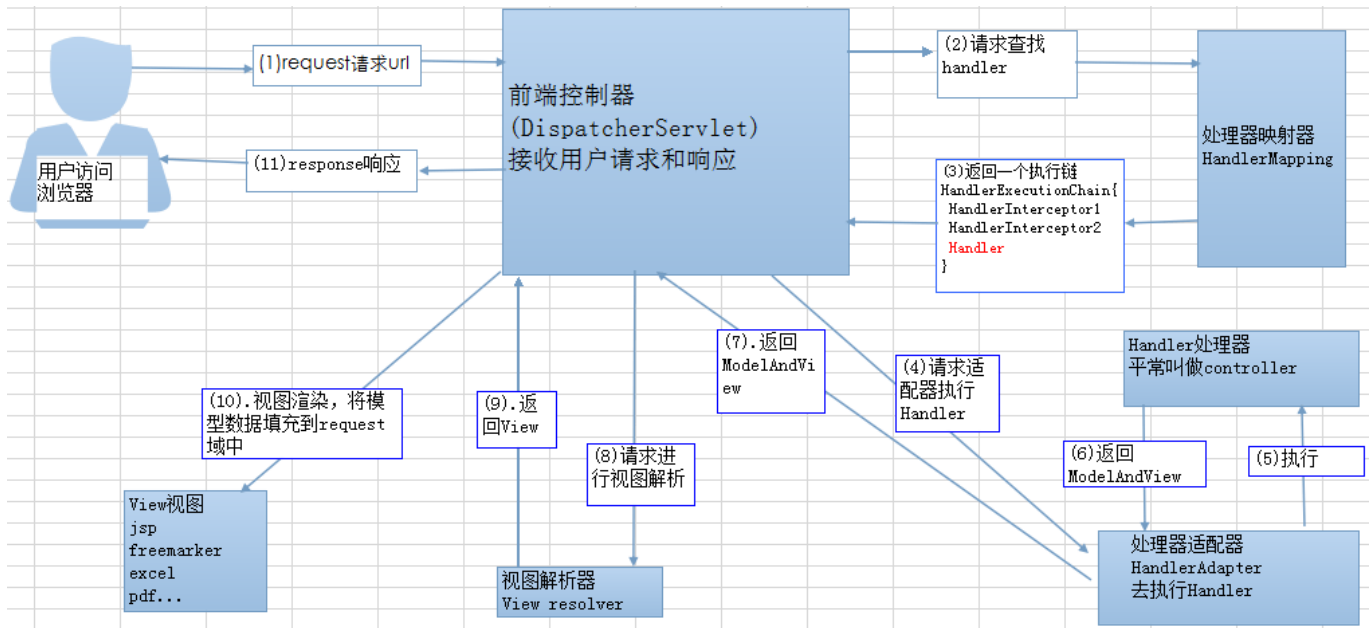 (1)request请求url
前端控制器
(DispatcherServlet)
接收用户请求和响应
(2)请求查找
handler
处理器映射器
HandlerMapping
用户访问
浏览器
(11)response响应
(3)返回一个执行链
HandlerExecutionChain{
HandlerInterceptor1
HandlerInterceptor2
Handler
}
(7).返回
ModelAndVi
ew
(4)请求适
配器执行
Handler
Handler处理器
平常叫做controller
(10).视图渲染，将模
型数据填充到request
域中
(9).返
回View
(8)请求进
行视图解析
(6)返回
ModelAndView
(5)执行
View视图
jsp
freemarker
excel
pdf...
视图解析器
View resolver
处理器适配器
HandlerAdapter
去执行Handler